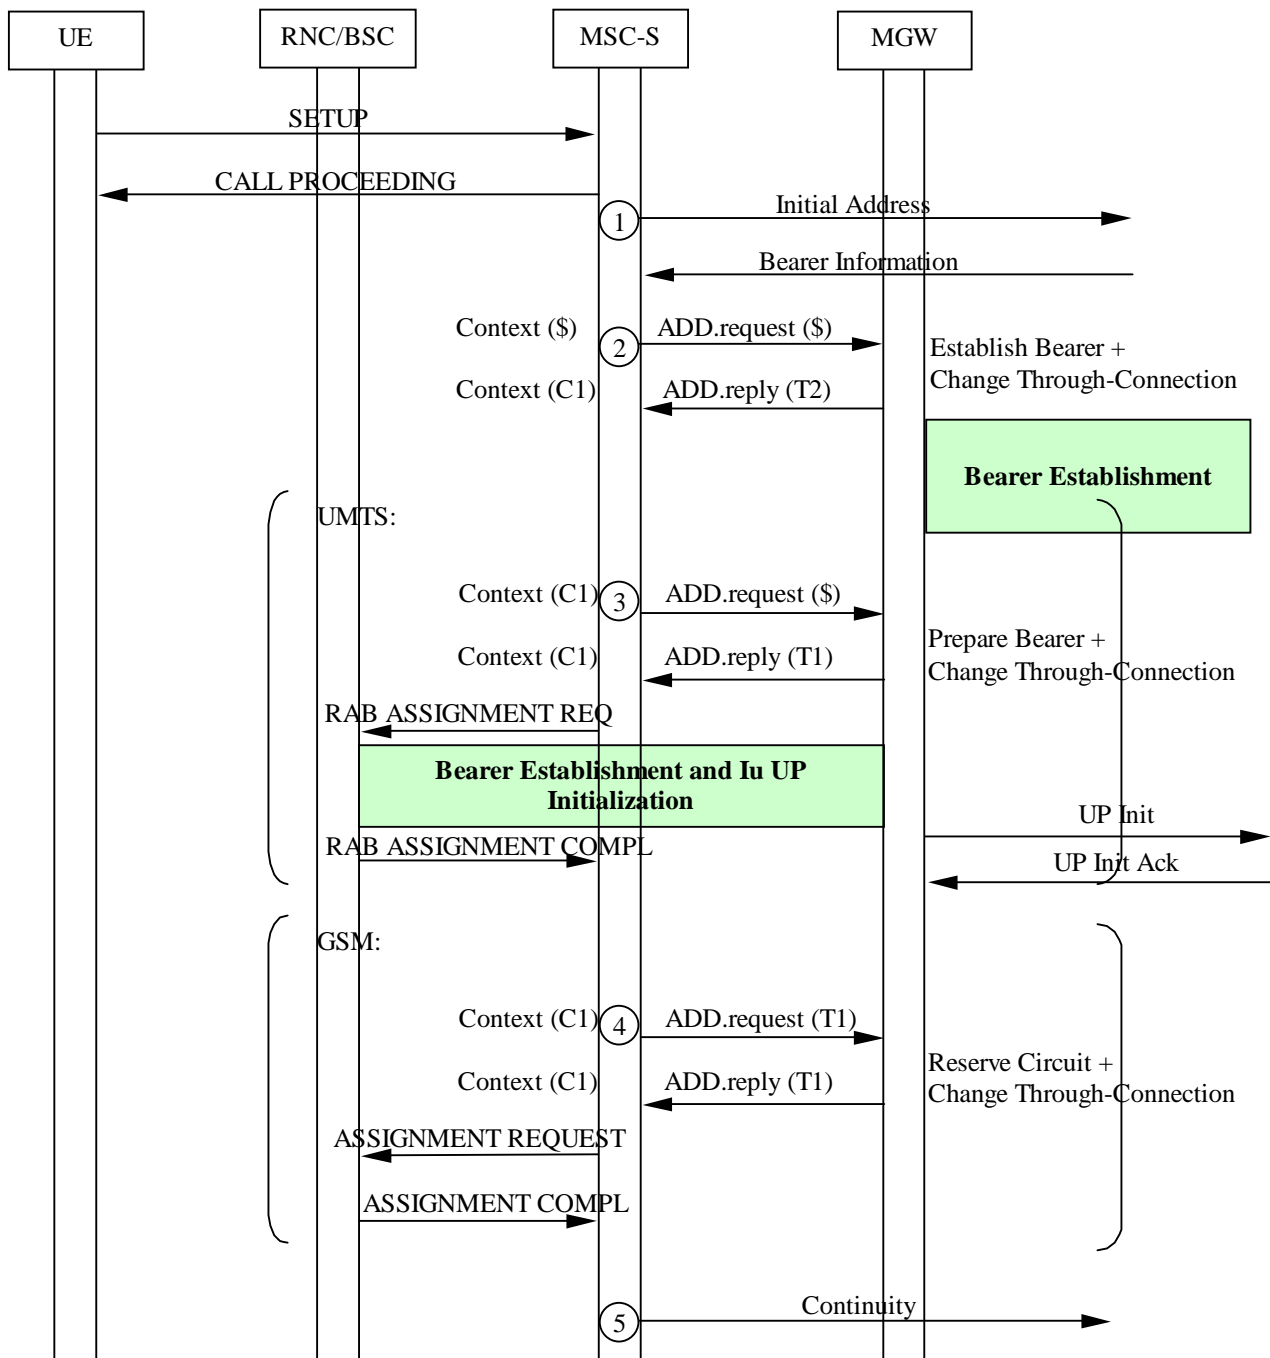 UE
RNC/BSC
MSC-S
MGW
SETUP
CALL PROCEEDING
1
Initial Address
Bearer Information
Context ($)
2
ADD.request ($)
Establish Bearer +
Change Through-Connection
Context (C1)
ADD.reply (T2)
Bearer Establishment
UMTS:
Context (C1)
3
ADD.request ($)
Prepare Bearer +
Change Through-Connection
Context (C1)
ADD.reply (T1)
RAB ASSIGNMENT REQ
Bearer Establishment and Iu UP
Initialization
UP Init
RAB ASSIGNMENT COMPL
UP Init Ack
GSM:
Context (C1)
4
ADD.request (T1)
Reserve Circuit +
Change Through-Connection
Context (C1)
ADD.reply (T1)
ASSIGNMENT REQUEST
ASSIGNMENT COMPL
5
Continuity